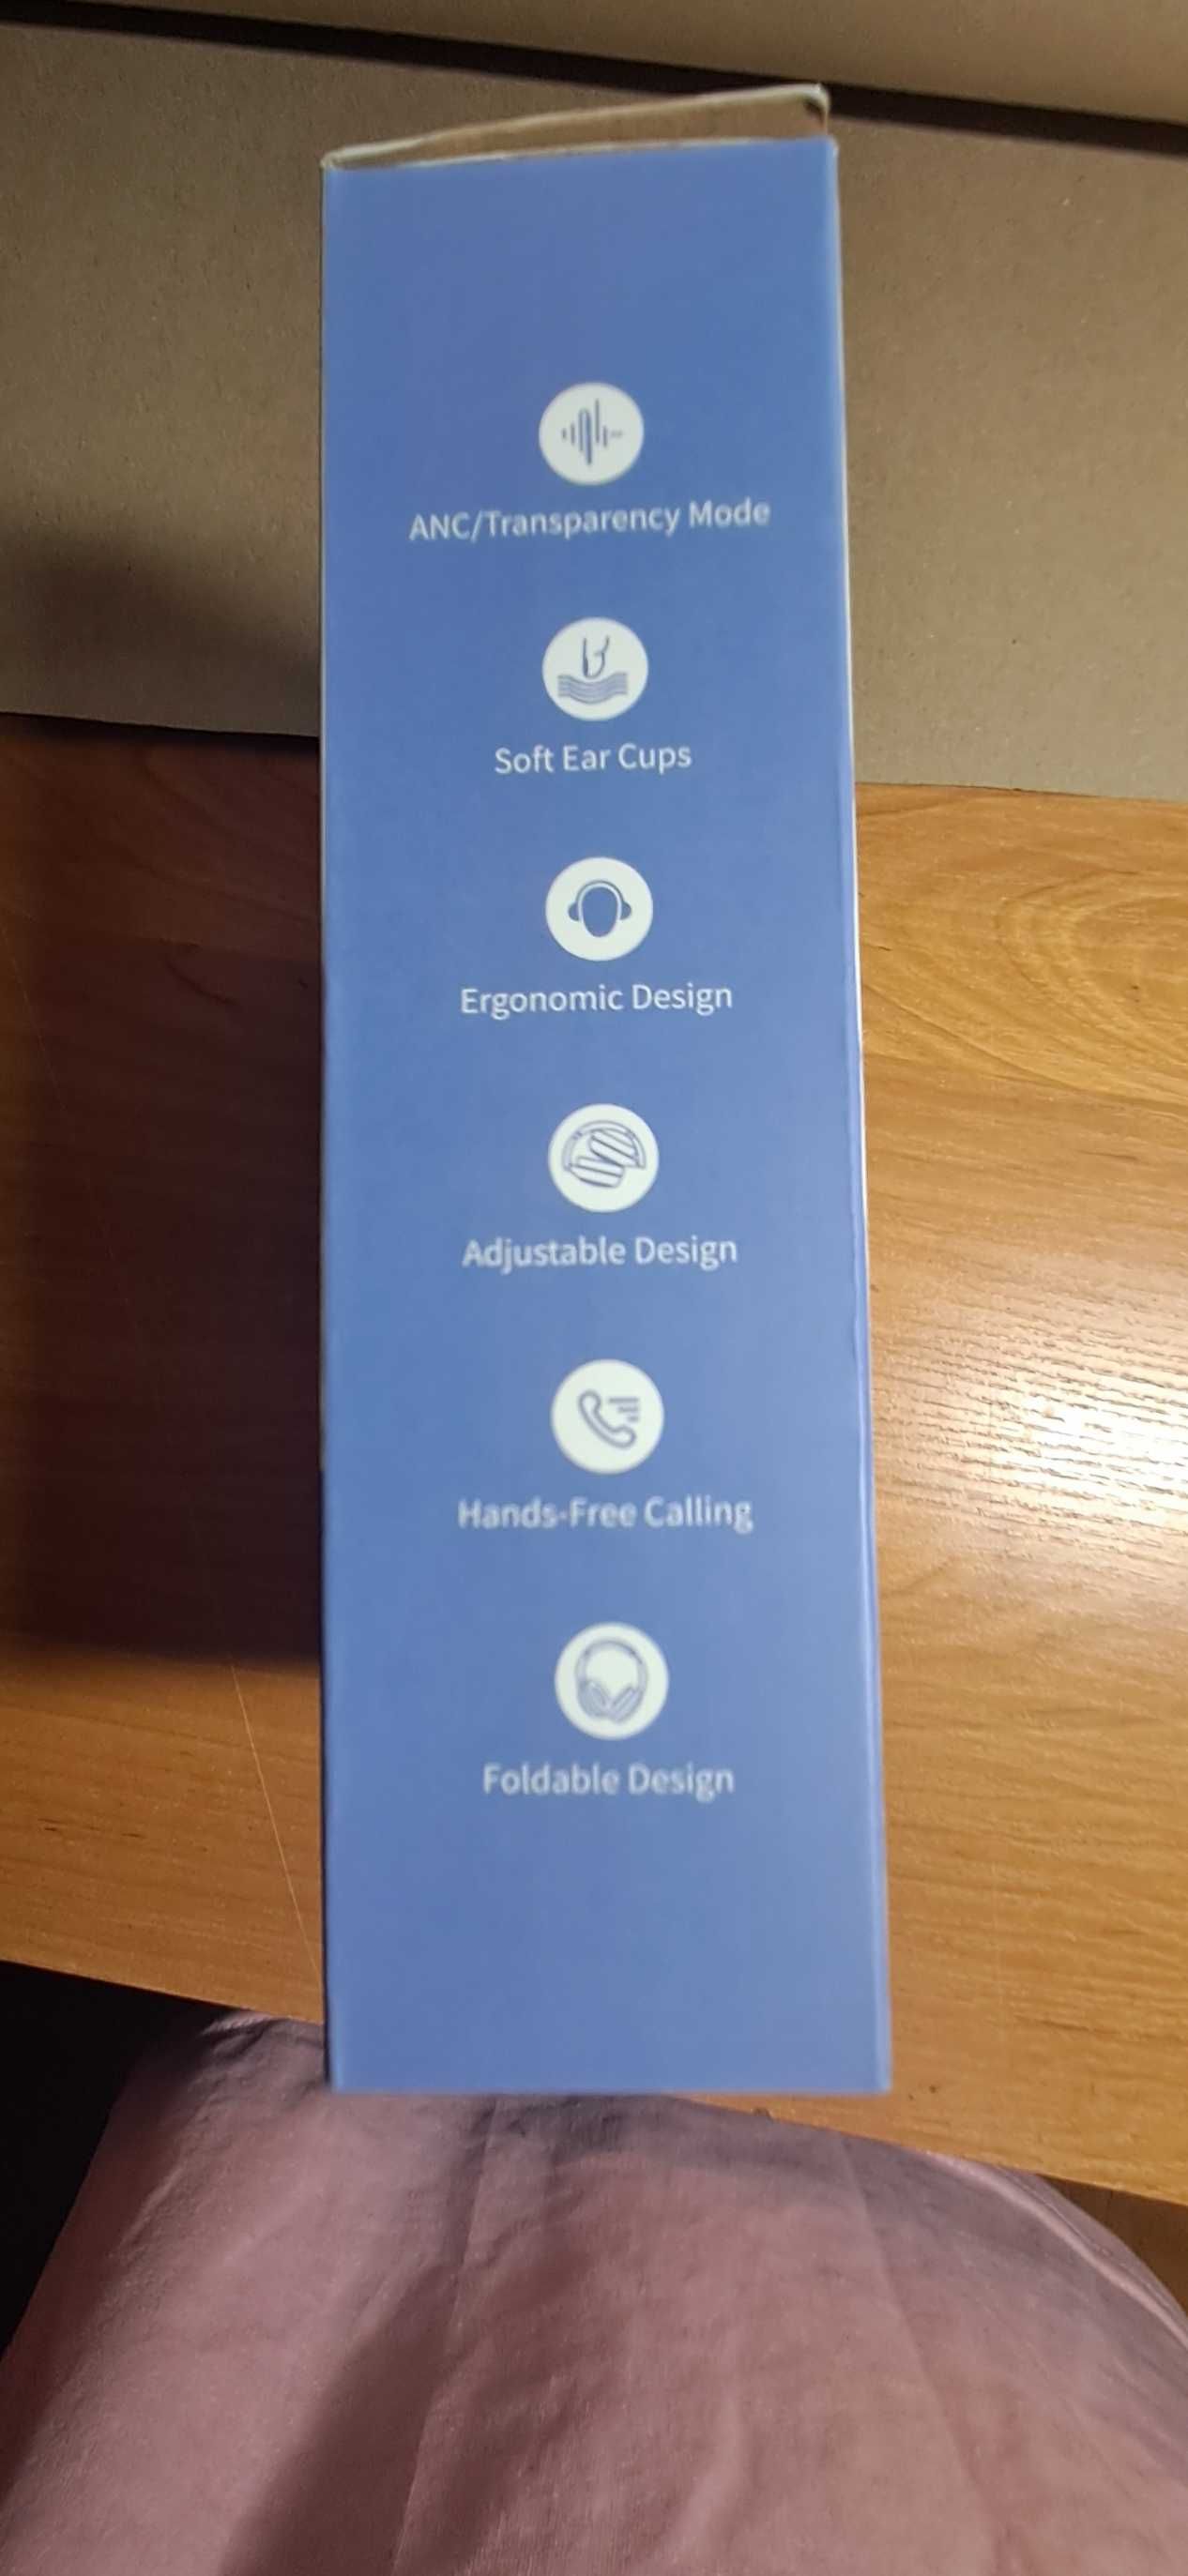 ANC/Transparency Mode
Soft Ear Cups
Ergonomic Design
Adjustable Design
Hands-Free Calling
Foldable Design